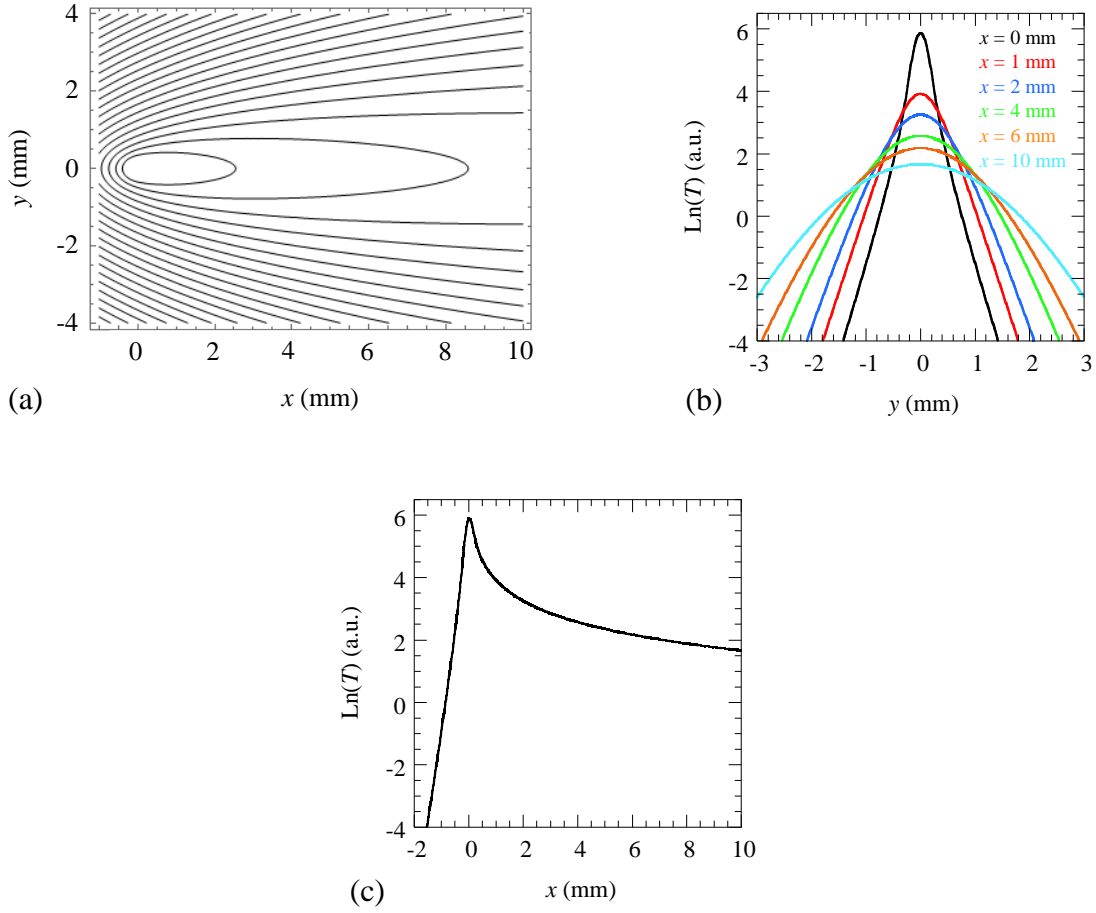 4
2
0
-2
-4
y (mm)
0 2 4 6 8 10
x (mm)
(a)
6
4
2
0
-2
-4
Ln(T) (a.u.)
x = 0 mm
x = 1 mm
x = 2 mm
x = 4 mm
x = 6 mm
x = 10 mm
-3 -2 -1 0 1 2 3
y (mm)
(b)
6
4
2
0
-2
-4
Ln(T) (a.u.)
-2 0 2 4 6 8 10
x (mm)
(c)